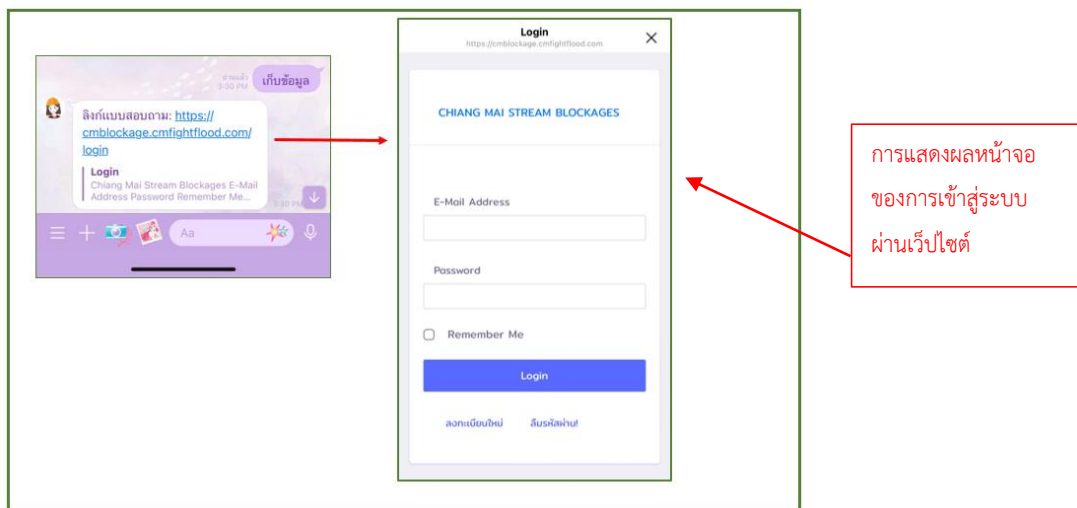 อ่านแล้ว
3:30 PM
เก็บข้อมูล
ลิงก์แบบสอบถาม: https://
cmblockage.cmfightflood.com/
login
Login
Chiang Mai Stream Blockages E-Mail
Address Password Remember Me...
3:30 PM
Aa
Login
https://cmblockage.cmfightflood.com
CHIANG MAI STREAM BLOCKAGES
E-Mail Address
Password
Remember Me
Login
ลงทะเบียนใหม่ ลืมรหัสผ่าน!
การแสดงผลหน้าจอ
ของการเข้าสู่ระบบ
ผ่านเว็ปไซต์